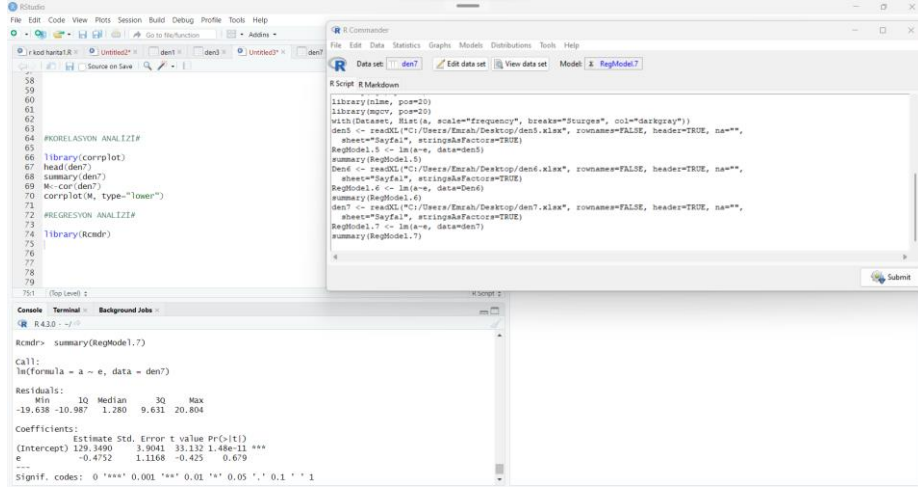 RStudio
File Edit Code View Plots Session Build Debug Profile Tools Help
Go to file/function
Addins
r kod harita1.R Untitled2* den1 den3 Untitled3* den7
Source on Save
58
59
60
61
62
63
64 #KORELASYON ANALİZİ#
65
66 library(corrplot)
67 head(den7)
68 summary(den7)
69 M<-cor(den7)
70 corrplot(M, type="lower")
71
72 #REGRESYON ANALİZİ#
73
74 library(Rcmdr)
75
76
77
78
79
75:1 (Top Level) R Script
R Commander
File Edit Data Statistics Graphs Models Distributions Tools Help
Data set: den7 Edit data set View data set Model: Σ RegModel.7
R Script R Markdown
library(nlme, pos=20)
library(mgcv, pos=20)
with(Dataset, Hist(a, scale="frequency", breaks="Sturges", col="darkgray"))
den5 <- readXL("C:/Users/Emrah/Desktop/den5.xlsx", rownames=FALSE, header=TRUE, na="",
sheet="Sayfa1", stringsAsFactors=TRUE)
RegModel.5 <- lm(a~e, data=den5)
summary(RegModel.5)
Den6 <- readXL("C:/Users/Emrah/Desktop/den6.xlsx", rownames=FALSE, header=TRUE, na="",
sheet="Sayfa1", stringsAsFactors=TRUE)
RegModel.6 <- lm(a~e, data=Den6)
summary(RegModel.6)
den7 <- readXL("C:/Users/Emrah/Desktop/den7.xlsx", rownames=FALSE, header=TRUE, na="",
sheet="Sayfa1", stringsAsFactors=TRUE)
RegModel.7 <- lm(a~e, data=den7)
summary(RegModel.7)
Submit
Console Terminal Background Jobs
R 4.3.0 · ~/
Rcmdr> summary(RegModel.7)
Call:
lm(formula = a ~ e, data = den7)
Residuals:
Min 1Q Median 3Q Max
-19.638 -10.987 1.280 9.631 20.804
Coefficients:
Estimate Std. Error t value Pr(>|t|)
(Intercept) 129.3490 3.9041 33.132 1.48e-11 ***
e -0.4752 1.1168 -0.425 0.679
---
Signif. codes: 0 '***' 0.001 '**' 0.01 '*' 0.05 '.' 0.1 ' ' 1